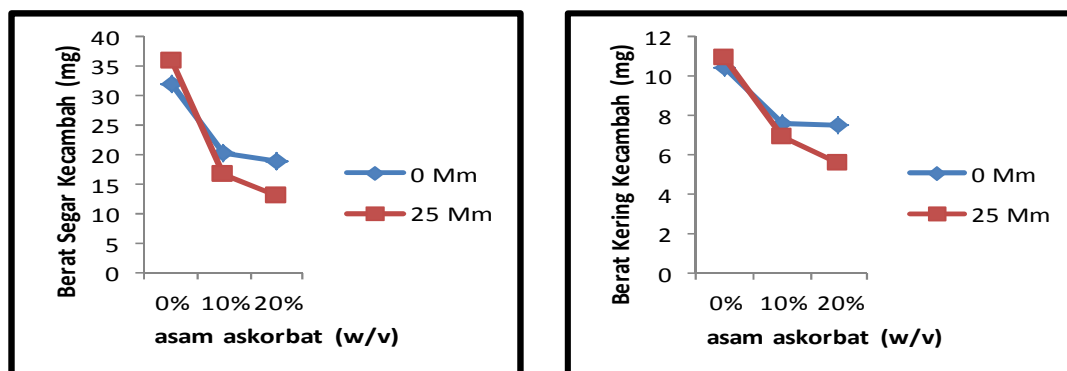 Berat Segar Kecambah (mg)
40
35
30
25
20
15
10
5
0
0% 10% 20%
asam askorbat (w/v)
0 Mm
25 Mm
Berat Kering Kecambah (mg)
12
10
8
6
4
2
0
0% 10% 20%
asam askorbat (w/v)
0 Mm
25 Mm